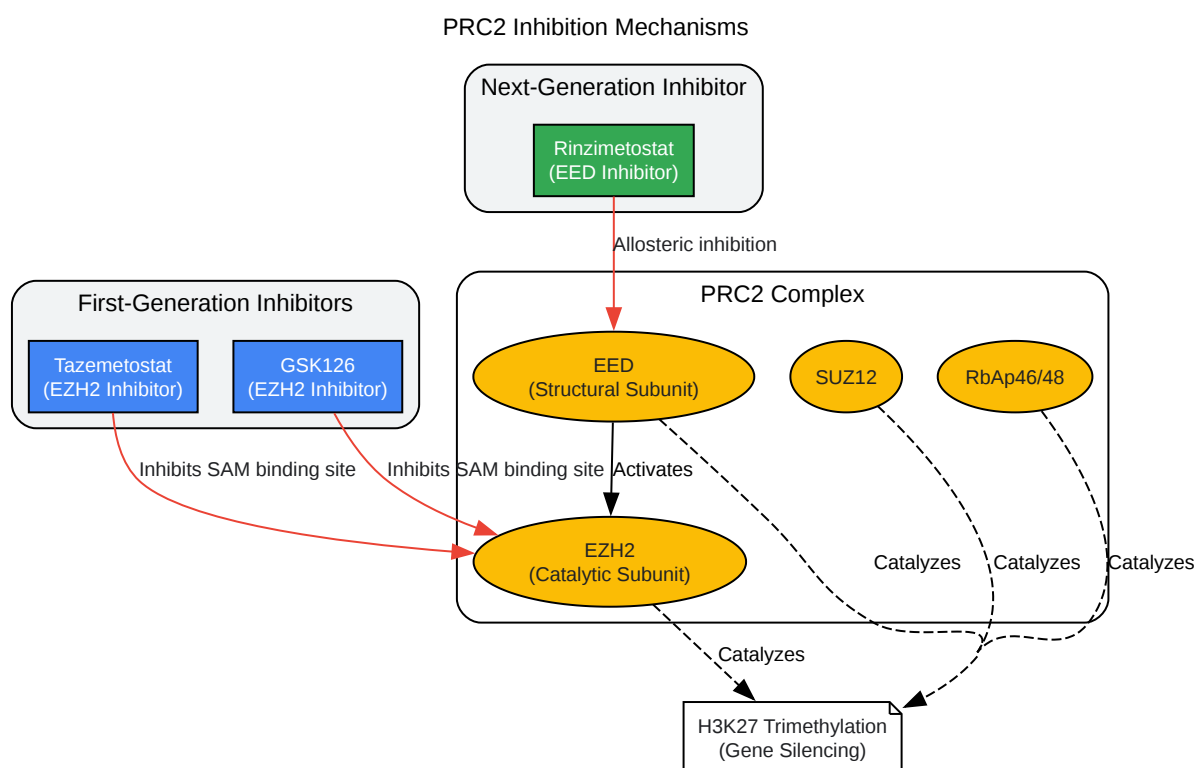 PRC2 Inhibition Mechanisms
Next-Generation Inhibitor
Rinzimetostat
(EED Inhibitor)
Allosteric inhibition
First-Generation Inhibitors
Tazemetostat
(EZH2 Inhibitor)
GSK126
(EZH2 Inhibitor)
PRC2 Complex
EED
(Structural Subunit)
SUZ12
RbAp46/48
Inhibits SAM binding site
Inhibits SAM binding site
Activates
EZH2
(Catalytic Subunit)
Catalyzes
Catalyzes
Catalyzes
Catalyzes
H3K27 Trimethylation
(Gene Silencing)